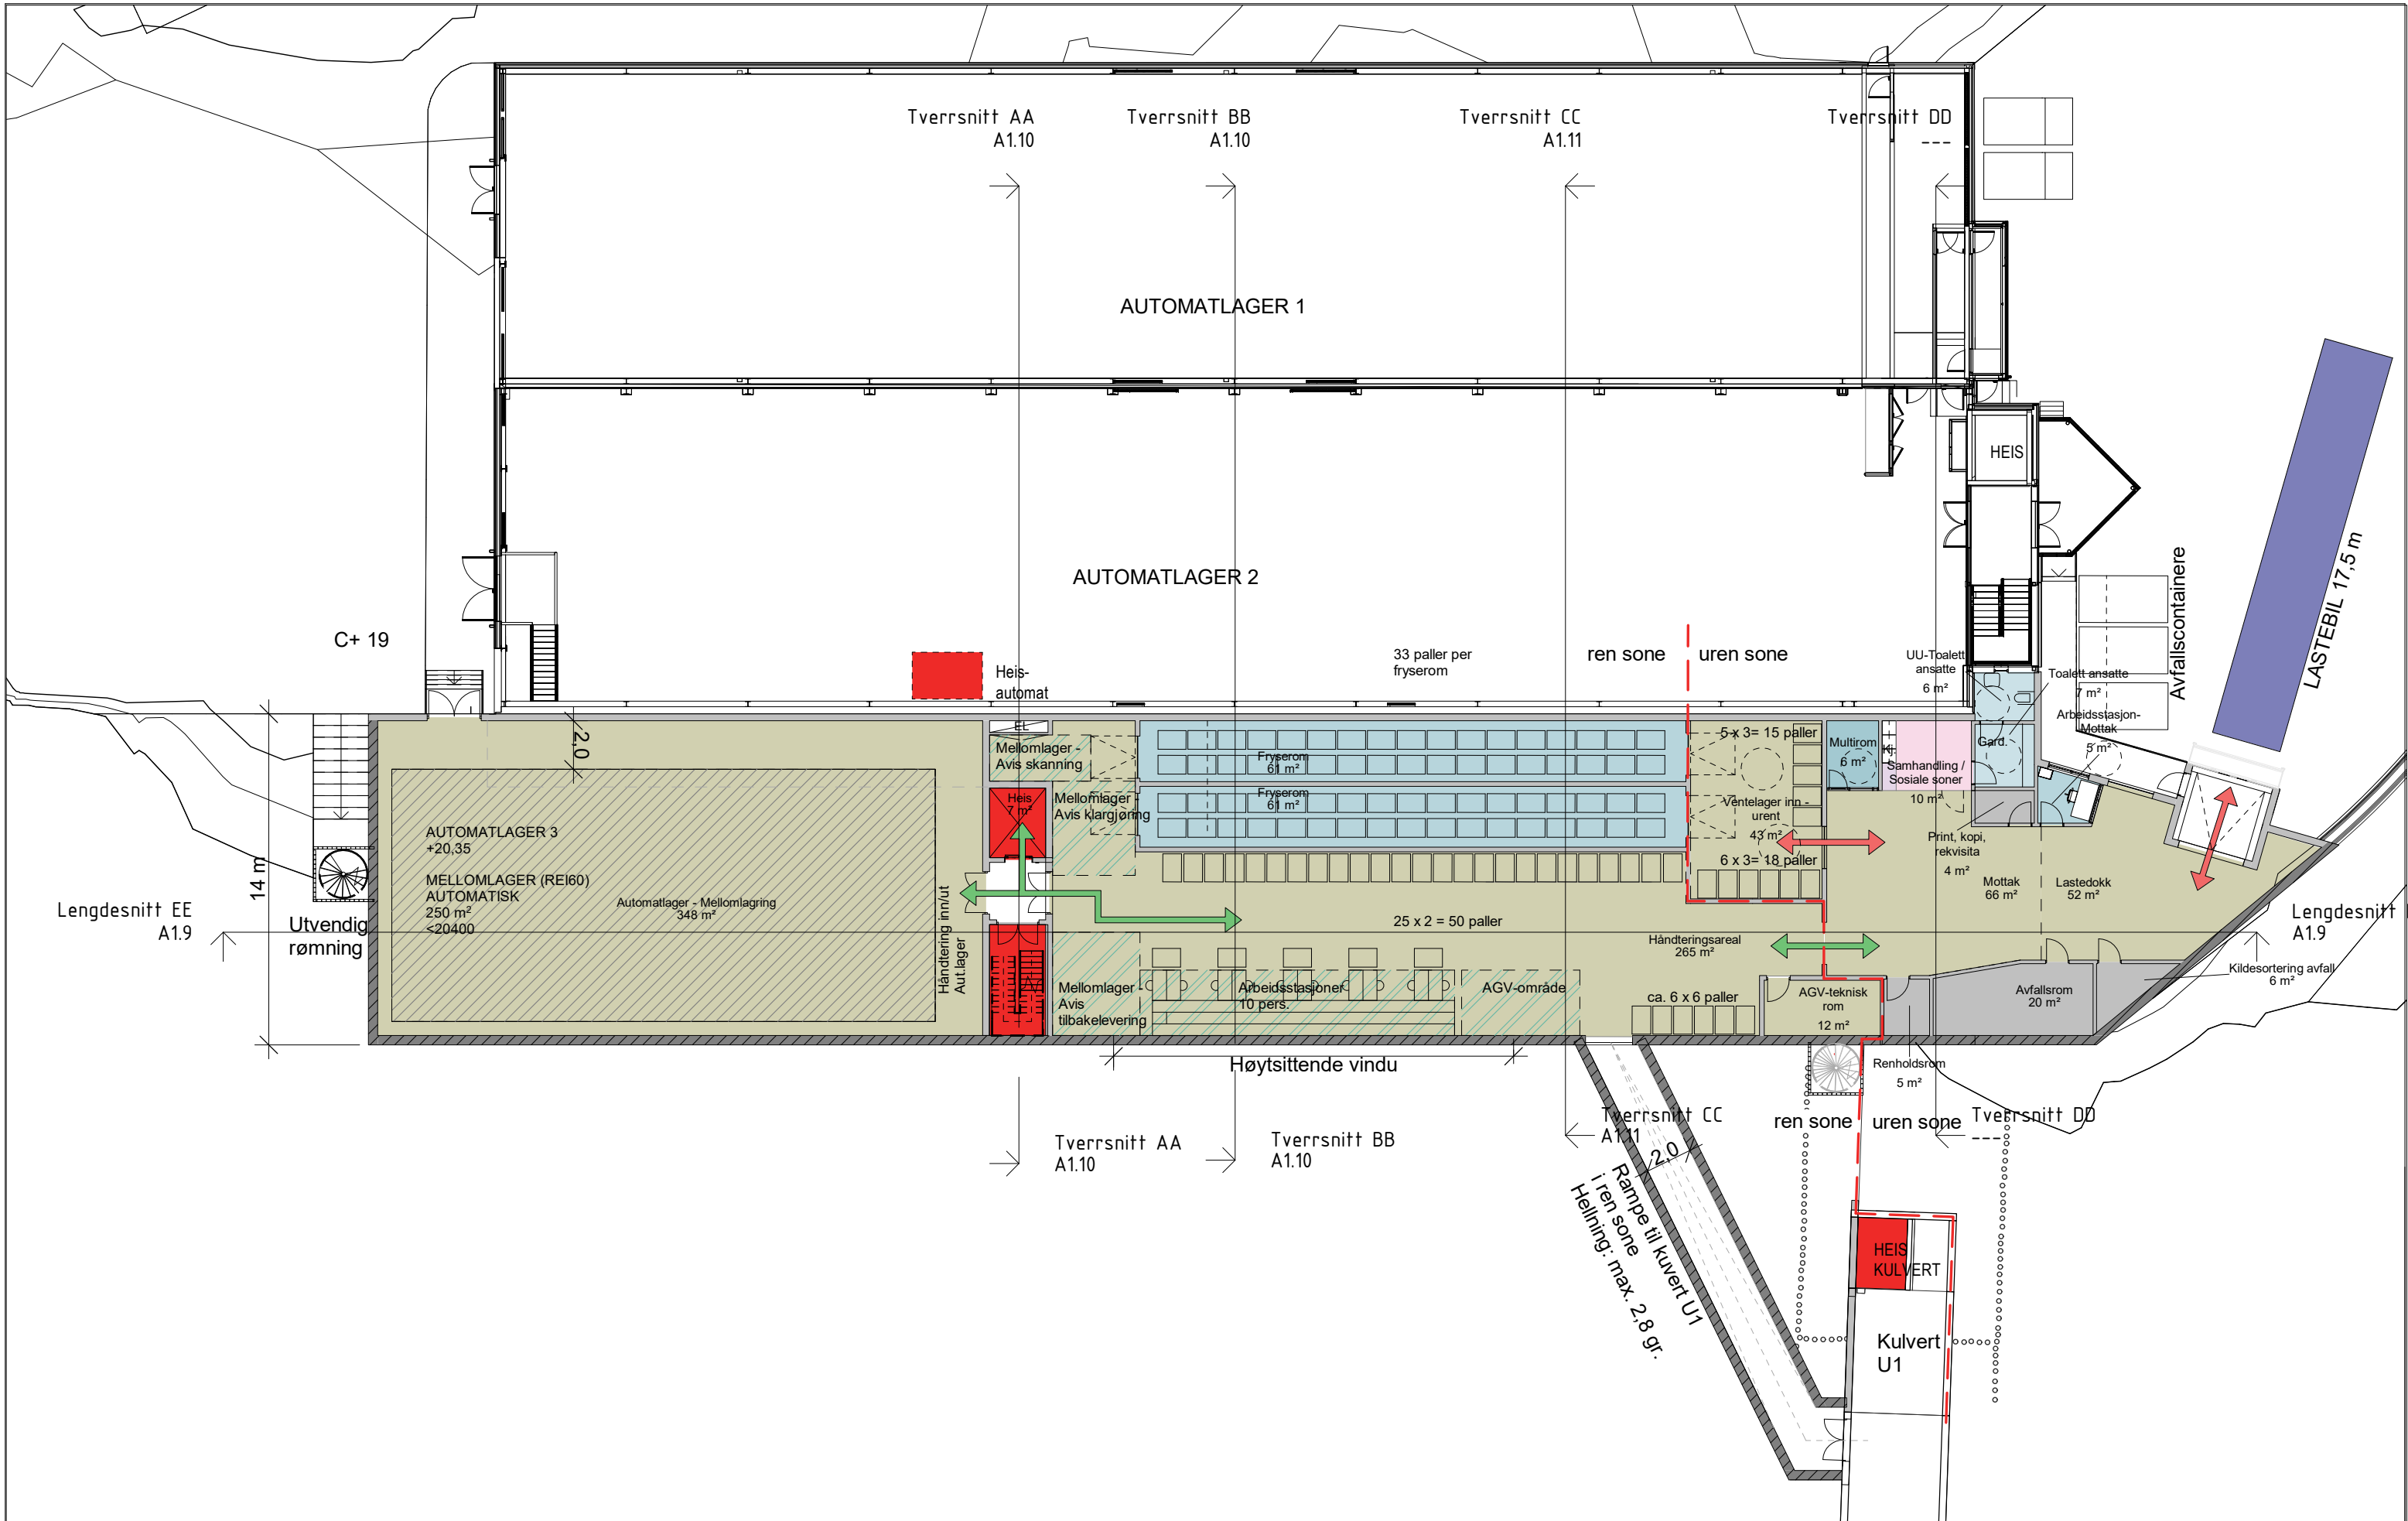 Tverrsnitt AA
A1.10
Tverrsnitt BB
A1.10
Tverrsnitt CC
A1.11
Tverrsnitt DD
----
AUTOMATLAGER 1
AUTOMATLAGER 2
HEIS
LASTEBIL 17,5 m
Avfallscontainere
C+ 19
Heis-
automat
33 paller per
fryserom
ren sone
uren sone
UU-Toalett
ansatte
6 m²
Toalett ansatte
7 m²
Arbeidsstasjon-
Mottak
5 m²
2,0
EL
Mellomlager -
Avis skanning
Fryserom
61 m²
5 x 3= 15 paller
Multirom
6 m²
Kj.
Samhandling /
Sosiale soner
10 m²
Gard.
Heis
7 m²
Mellomlager -
Avis klargjøring
Fryserom
61 m²
Ventelager inn -
urent
43 m²
6 x 3= 18 paller
Print, kopi,
rekvisita
4 m²
AUTOMATLAGER 3
+20,35
MELLOMLAGER (REI60)
AUTOMATISK
250 m²
<20400
Automatlager - Mellomlagring
348 m²
14 m
Håndtering inn/ut
Aut.lager
Mottak
66 m²
Lastedokk
52 m²
Lengdesnitt EE
A1.9
Utvendig
rømning
25 x 2 = 50 paller
Håndteringsareal
265 m²
Lengdesnitt
A1.9
Kildesortering avfall
6 m²
Mellomlager -
Avis
tilbakelevering
Arbeidsstasjoner
10 pers.
AGV-område
ca. 6 x 6 paller
AGV-teknisk
rom
12 m²
Avfallsrom
20 m²
Høytsittende vindu
Renholdsrom
5 m²
Tverrsnitt AA
A1.10
Tverrsnitt BB
A1.10
Tverrsnitt CC
A1.11
ren sone
uren sone
Tverrsnitt DD
----
2,0
Rampe til kuvert U1
i ren sone
Hellning: max. 2,8 gr.
HEIS
KULVERT
Kulvert
U1